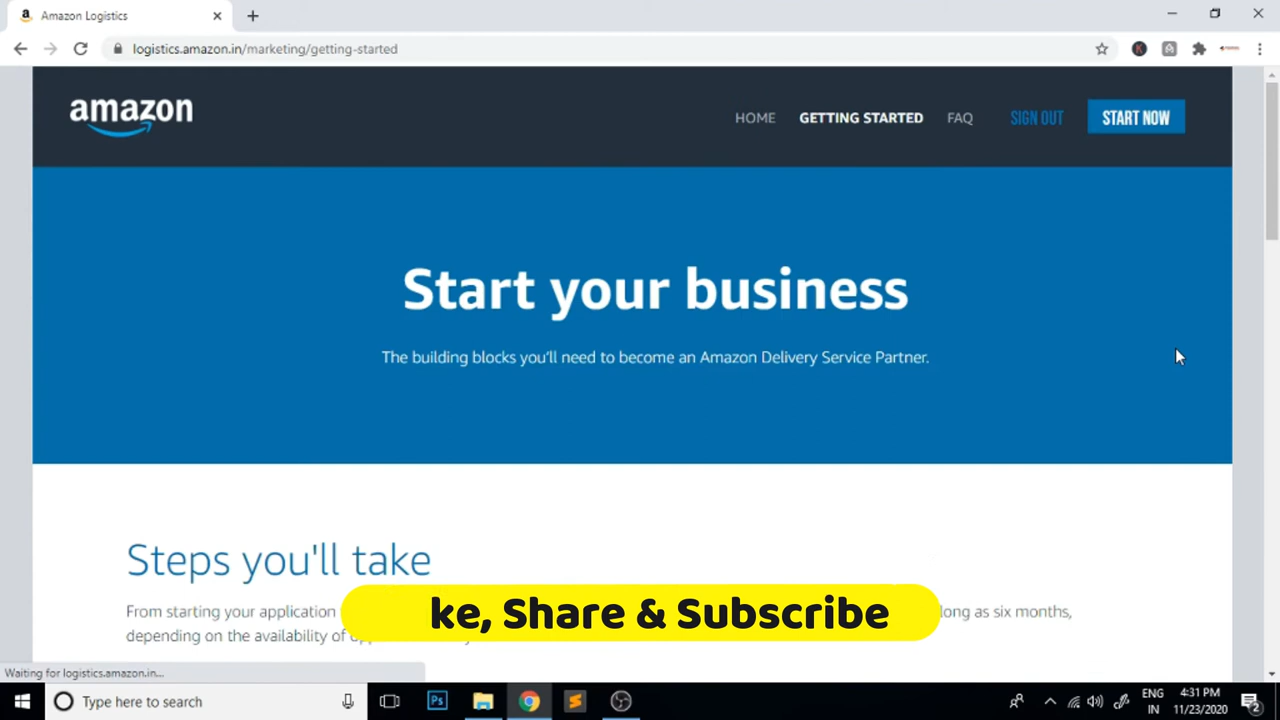 Amazon Logistics
logistics.amazon.in/marketing/getting-started
amazon
HOME
GETTING STARTED
FAQ
SIGN OUT
START NOW
Start your business
The building blocks you'll need to become an Amazon Delivery Service Partner.
Steps you'll take
From starting your application
long as six months,
depending on the availability of
ke, Share & Subscribe
Waiting for logistics.amazon.in...
Type here to search
Ps
ENG
IN
4:31 PM
11/23/2020
2